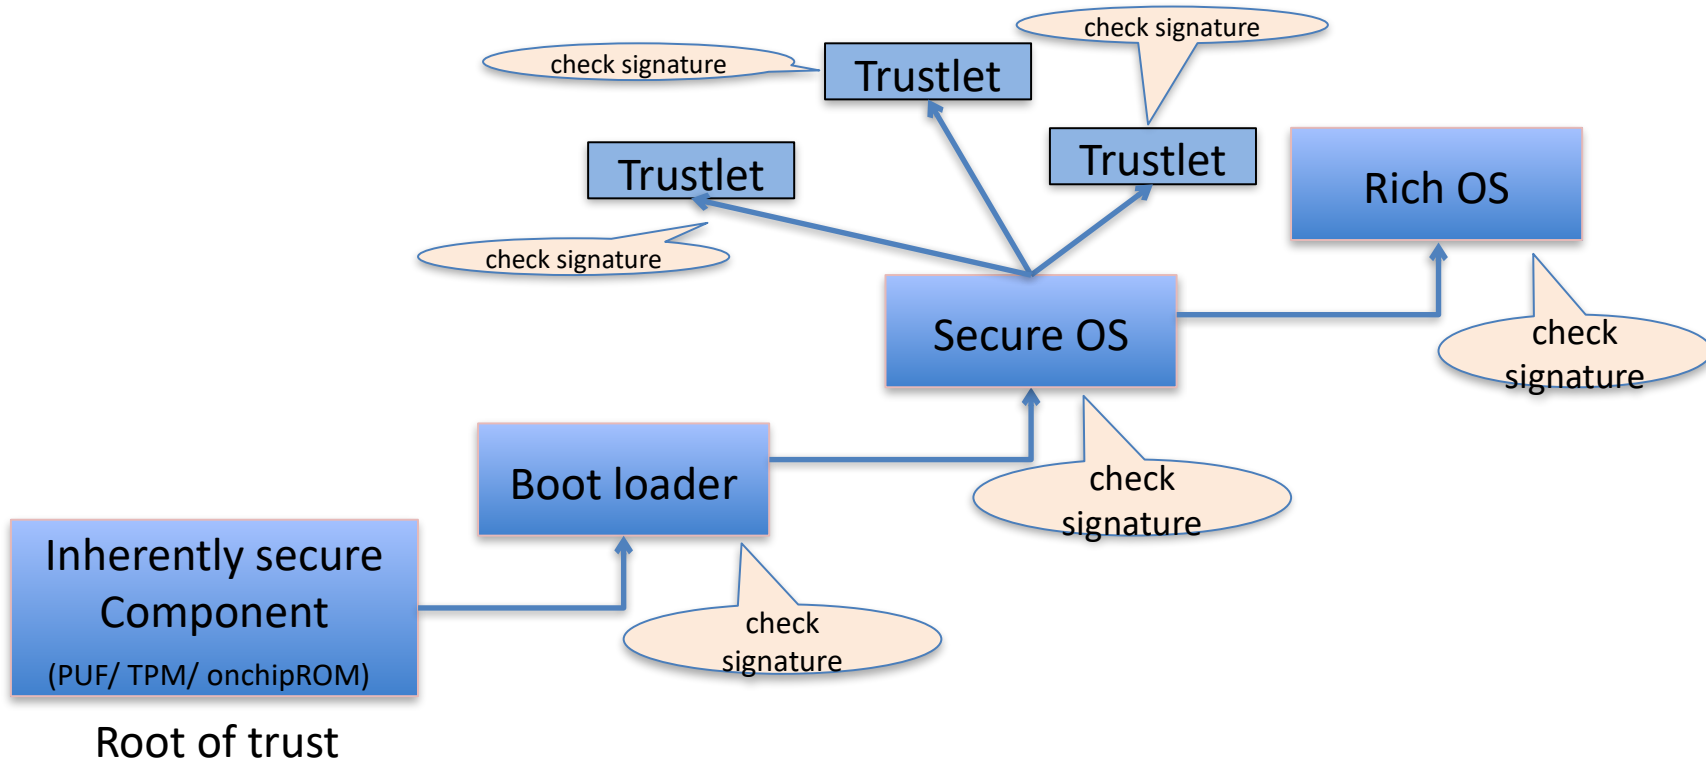 check signature
check signature
Trustlet
Trustlet
Trustlet
Rich OS
check signature
check
signature
Secure OS
check
signature
Boot loader
check
signature
Inherently secure
Component
(PUF/ TPM/ onchipROM)
Root of trust